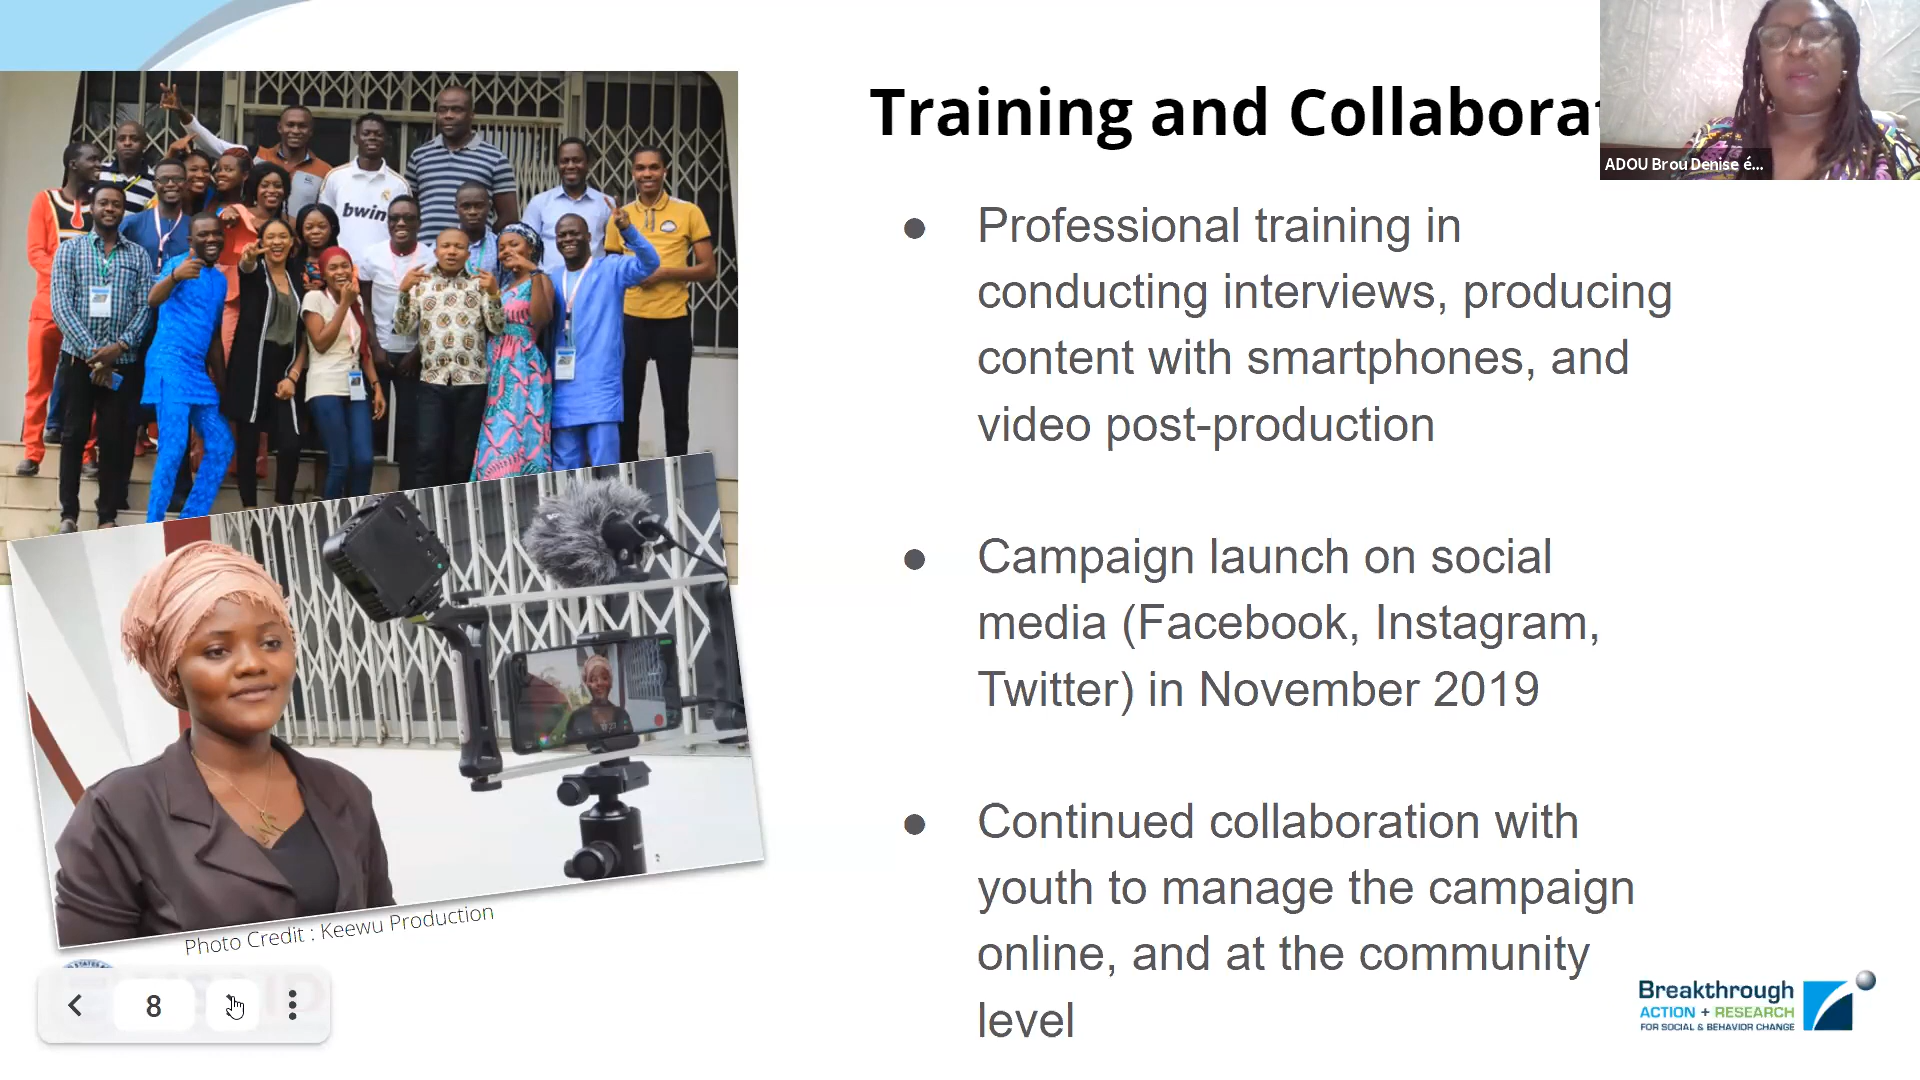 Training and Collaborat
ADOU Brou Denise é...
bwin
● Professional training in
conducting interviews, producing
content with smartphones, and
video post-production
● Campaign launch on social
media (Facebook, Instagram,
Twitter) in November 2019
● Continued collaboration with
youth to manage the campaign
online, and at the community
level
Photo Credit : Keewu Production
8
Breakthrough
ACTION + RESEARCH
FOR SOCIAL & BEHAVIOR CHANGE